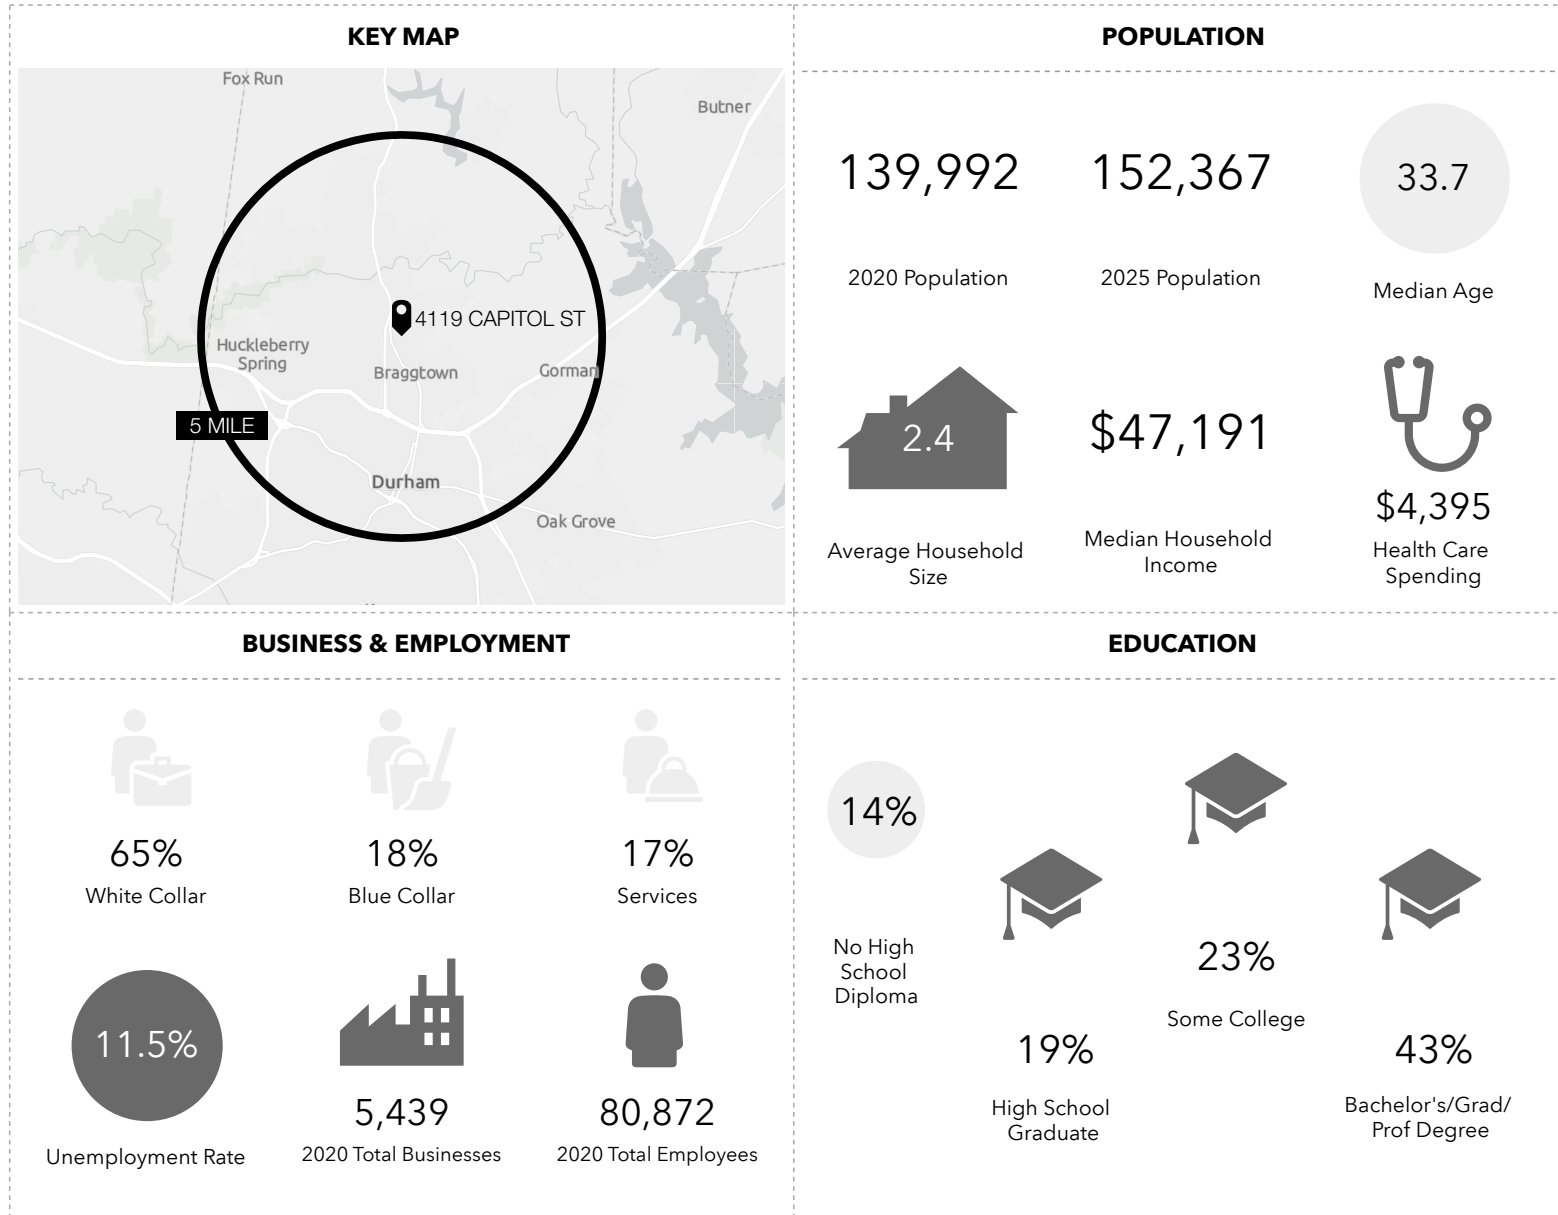 KEY MAP
Fox Run
Butner
4119 CAPITOL ST
Huckleberry
Spring
Braggtown
Gorman
5 MILE
Durham
Oak Grove
POPULATION
139,992
2020 Population
152,367
2025 Population
33.7
Median Age
2.4
Average Household
Size
$47,191
Median Household
Income
$4,395
Health Care
Spending
BUSINESS & EMPLOYMENT
65%
White Collar
18%
Blue Collar
17%
Services
11.5%
Unemployment Rate
5,439
2020 Total Businesses
80,872
2020 Total Employees
EDUCATION
14%
No High
School
Diploma
19%
High School
Graduate
23%
Some College
43%
Bachelor's/Grad/
Prof Degree